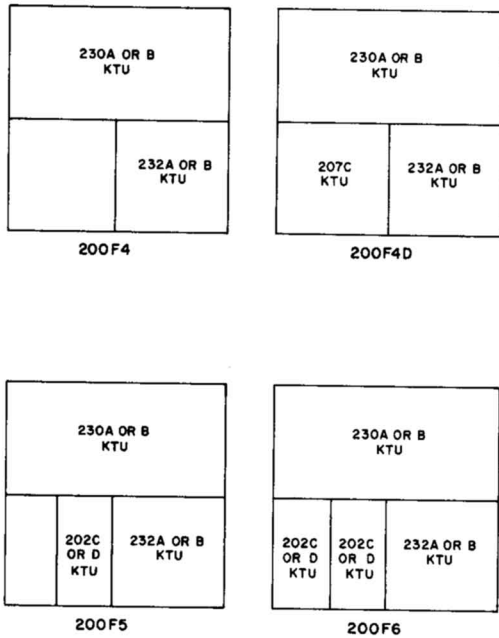 230A OR B
KTU
232A OR B
KTU
200F4
230A OR B
KTU
207C
KTU
232A OR B
KTU
200F4D
230A OR B
KTU
202C
OR D
KTU
232A OR B
KTU
200F5
230A OR B
KTU
202C
OR D
KTU
202C
OR D
KTU
232A OR B
KTU
200F6